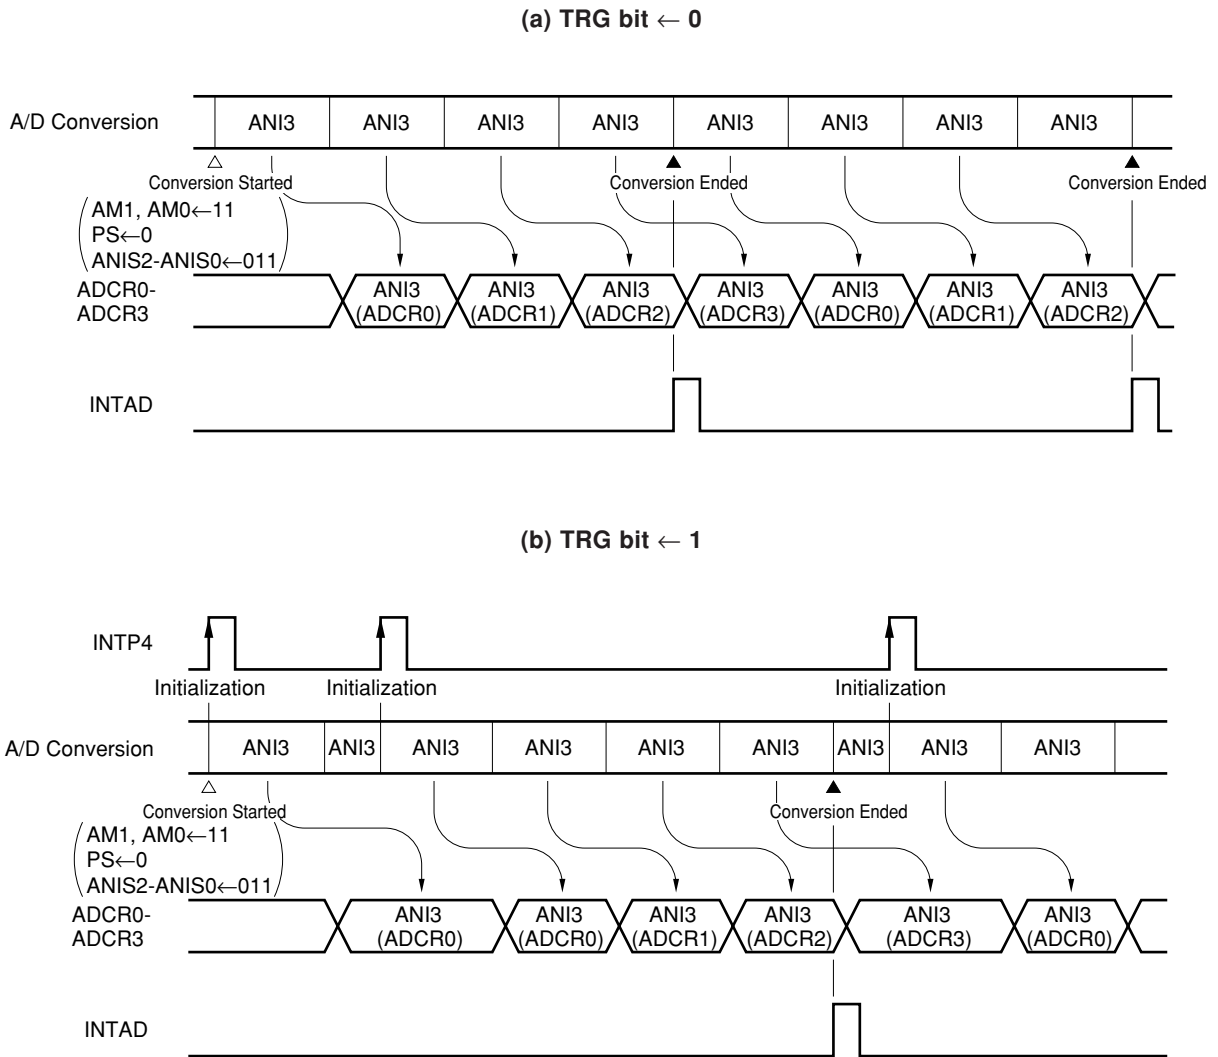 (a) TRG bit ← 0
A/D Conversion
ANI3 ANI3 ANI3 ANI3 ANI3 ANI3 ANI3 ANI3
Conversion Started
Conversion Ended
Conversion Ended
AM1, AM0←11
PS←0
ANIS2-ANIS0←011
ADCR0-
ADCR3
ANI3 ANI3 ANI3 ANI3 ANI3 ANI3 ANI3
(ADCR0) (ADCR1) (ADCR2) (ADCR3) (ADCR0) (ADCR1) (ADCR2)
INTAD
(b) TRG bit ← 1
INTP4
Initialization Initialization Initialization
A/D Conversion
ANI3 ANI3 ANI3 ANI3 ANI3 ANI3 ANI3 ANI3 ANI3
Conversion Started
Conversion Ended
AM1, AM0←11
PS←0
ANIS2-ANIS0←011
ADCR0-
ADCR3
ANI3 ANI3 ANI3 ANI3 ANI3 ANI3
(ADCR0) (ADCR0) (ADCR1) (ADCR2) (ADCR3) (ADCR0)
INTAD